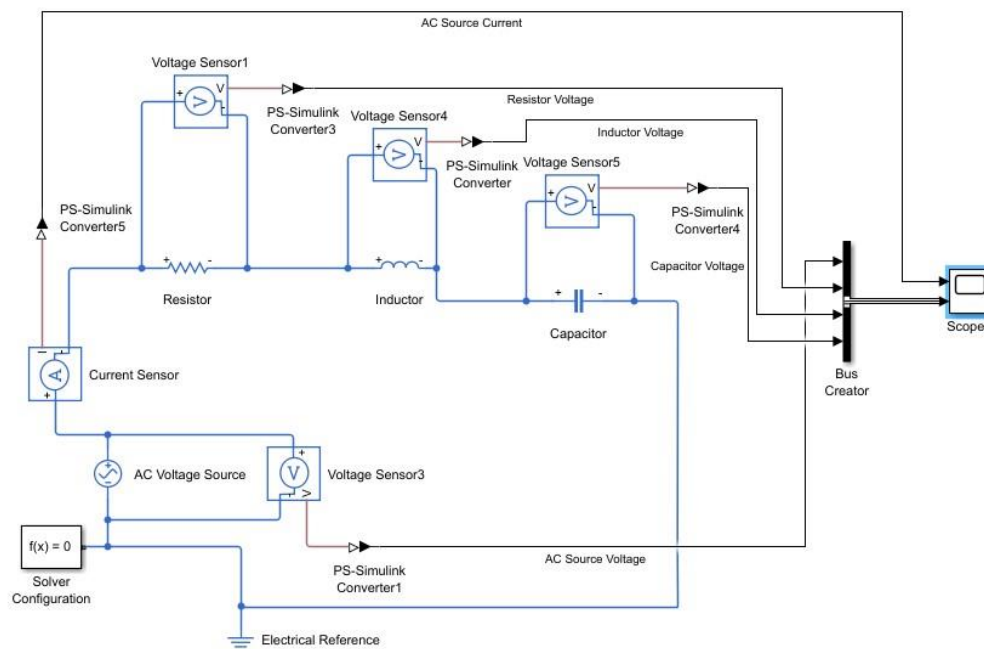 AC Source Current
Voltage Sensor1
+
V
-
PS-Simulink
Converter3
Resistor Voltage
Voltage Sensor4
+
V
-
PS-Simulink
Converter
Inductor Voltage
Voltage Sensor5
+
V
-
PS-Simulink
Converter4
Capacitor Voltage
PS-Simulink
Converter5
+ -
Resistor
+ -
Inductor
+ -
Capacitor
Scope
Bus
Creator
I
-
A
+
Current Sensor
AC Voltage Source
+
V
-
V
Voltage Sensor3
f(x) = 0
Solver
Configuration
PS-Simulink
Converter1
AC Source Voltage
Electrical Reference